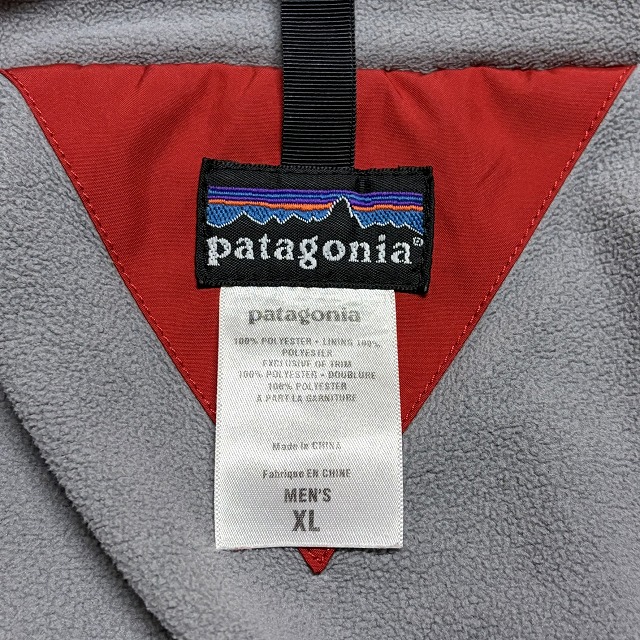 patagonia®
patagonia
100% POLYESTER • LINING 100%
POLYESTER
EXCLUSIVE OF TRIM
100% POLYESTER • DOUBLURE
100% POLYESTER
A PART LA GARNITURE
Made in CHINA
Fabrique EN CHINE
MEN'S
XL